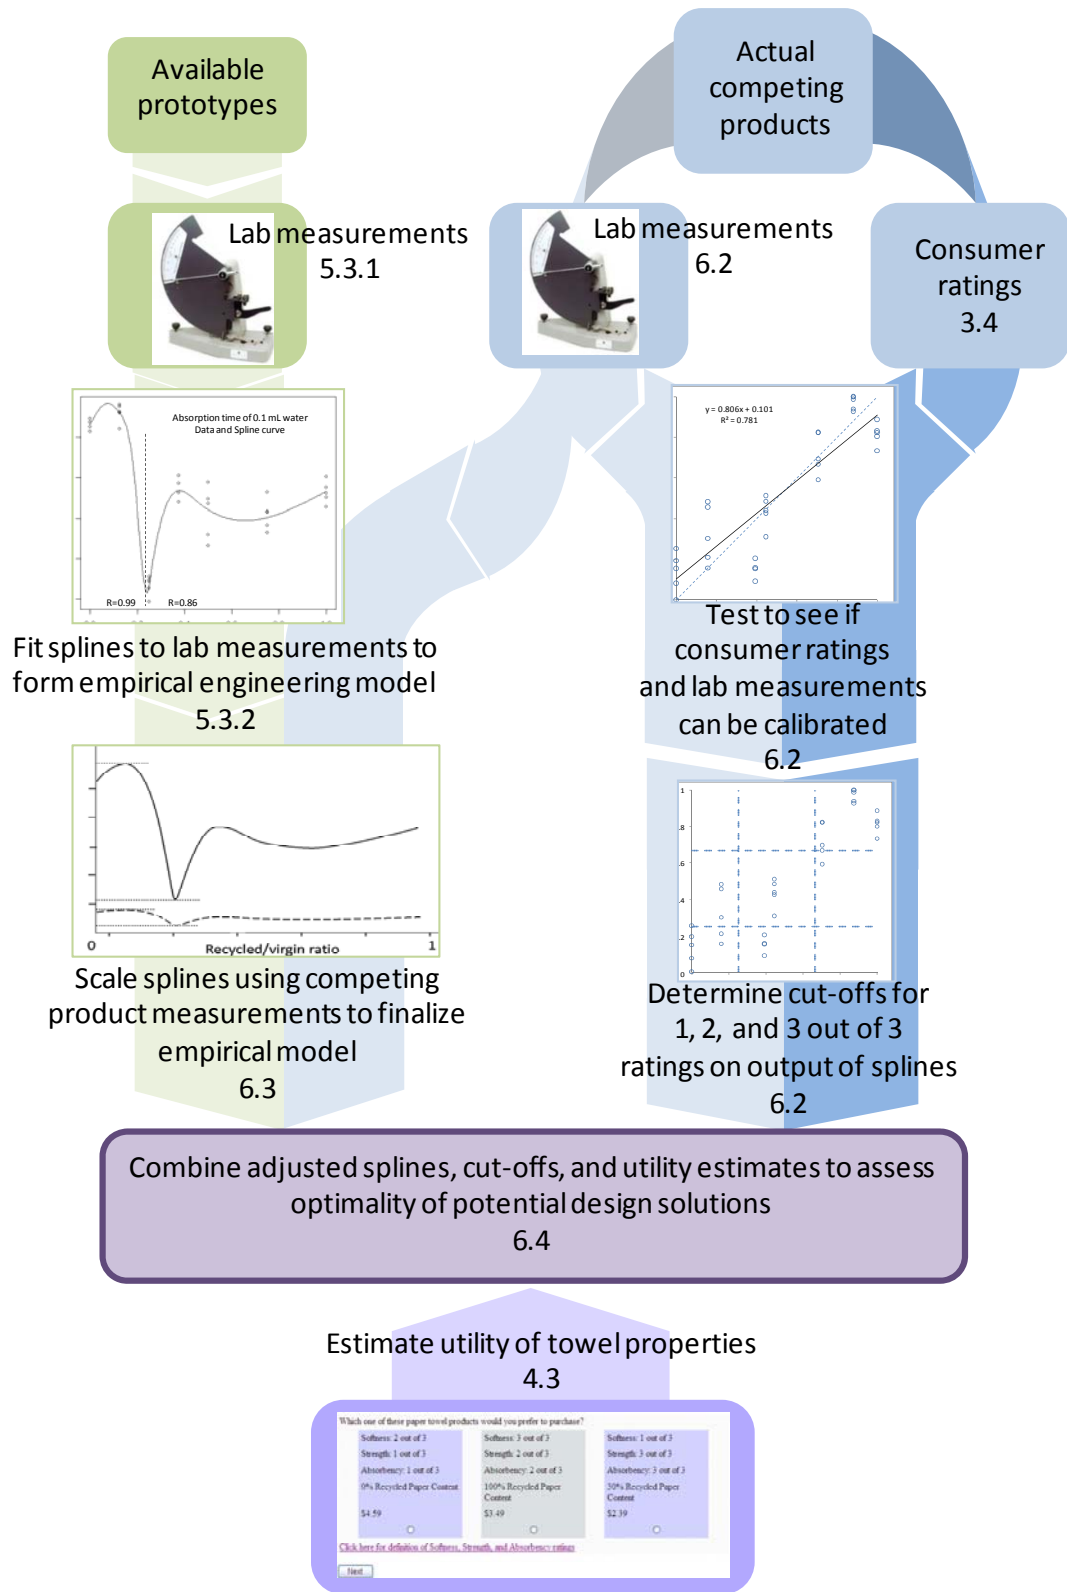 Available
prototypes
Actual
competing
products
Lab measurements
5.3.1
Lab measurements
6.2
Consumer
ratings
3.4
Absorption time of 0.1 mL water
Data and Spline curve
R=0.99
R=0.86
y = 0.806x + 0.101
R² = 0.781
Fit splines to lab measurements to
form empirical engineering model
5.3.2
Test to see if
consumer ratings
and lab measurements
can be calibrated
6.2
0
Recycled/virgin ratio
1
1
.8
.6
.4
.2
0
Scale splines using competing
product measurements to finalize
empirical model
6.3
Determine cut-offs for
1, 2, and 3 out of 3
ratings on output of splines
6.2
Combine adjusted splines, cut-offs, and utility estimates to assess
optimality of potential design solutions
6.4
Estimate utility of towel properties
4.3
Which one of these paper towel products would you prefer to purchase?
Softness: 2 out of 3
Strength: 1 out of 3
Absorbency: 1 out of 3
0% Recycled Paper Content
$4.59
Softness: 3 out of 3
Strength: 2 out of 3
Absorbency: 2 out of 3
100% Recycled Paper
Content
$3.49
Softness: 1 out of 3
Strength: 3 out of 3
Absorbency: 3 out of 3
30% Recycled Paper
Content
$2.39
Click here for definition of Softness, Strength, and Absorbency ratings
Next